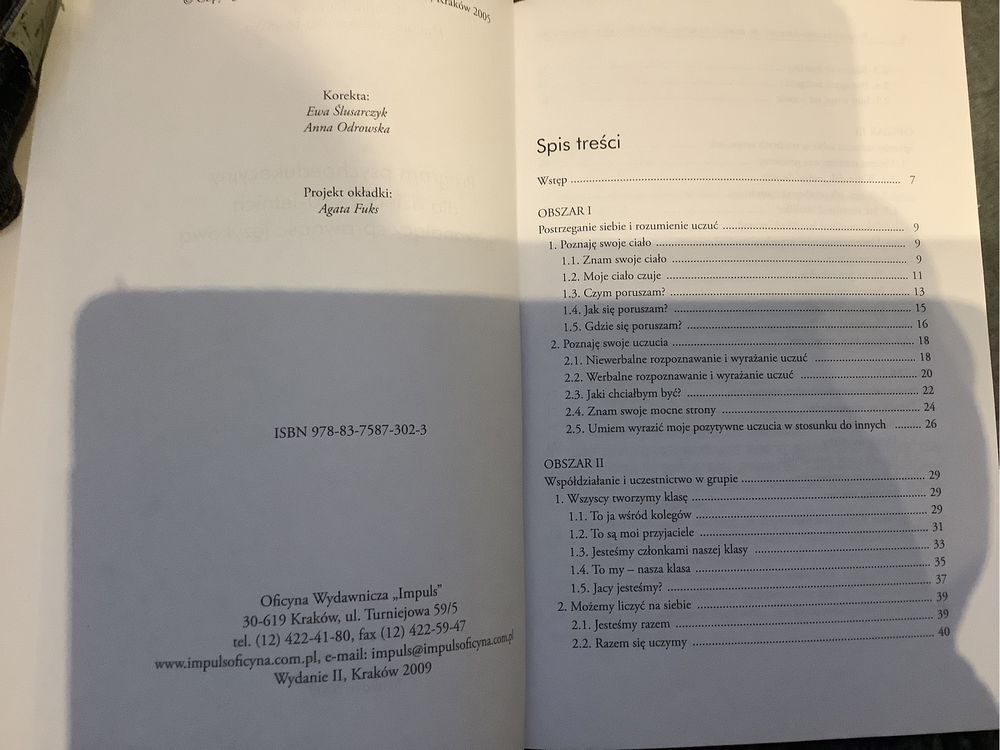 © Copy , Kraków 2005
Korekta:
Ewa Ślusarczyk
Anna Odrowska
Projekt okładki:
Agata Fuks
ISBN 978-83-7587-302-3
Oficyna Wydawnicza „Impuls”
30-619 Kraków, ul. Turniejowa 59/5
tel. (12) 422-41-80, fax (12) 422-59-47
www.impulsoficyna.com.pl, e-mail: impuls@impulsoficyna.com.pl
Wydanie II, Kraków 2009
Spis treści
Wstęp ........ 7
OBSZAR I
Postrzeganie siebie i rozumienie uczuć ........ 9
1. Poznaję swoje ciało ........ 9
1.1. Znam swoje ciało ........ 9
1.2. Moje ciało czuje ........ 11
1.3. Czym poruszam? ........ 13
1.4. Jak się poruszam? ........ 15
1.5. Gdzie się poruszam? ........ 16
2. Poznaję swoje uczucia ........ 18
2.1. Niewerbalne rozpoznawanie i wyrażanie uczuć ........ 18
2.2. Werbalne rozpoznawanie i wyrażanie uczuć ........ 20
2.3. Jaki chciałbym być? ........ 22
2.4. Znam swoje mocne strony ........ 24
2.5. Umiem wyrazić moje pozytywne uczucia w stosunku do innych ........ 26
OBSZAR II
Współdziałanie i uczestnictwo w grupie ........ 29
1. Wszyscy tworzymy klasę ........ 29
1.1. To ja wśród kolegów ........ 29
1.2. To są moi przyjaciele ........ 31
1.3. Jesteśmy członkami naszej klasy ........ 33
1.4. To my – nasza klasa ........ 35
1.5. Jacy jesteśmy? ........ 37
2. Możemy liczyć na siebie ........ 39
2.1. Jesteśmy razem ........ 39
2.2. Razem się uczymy ........ 40